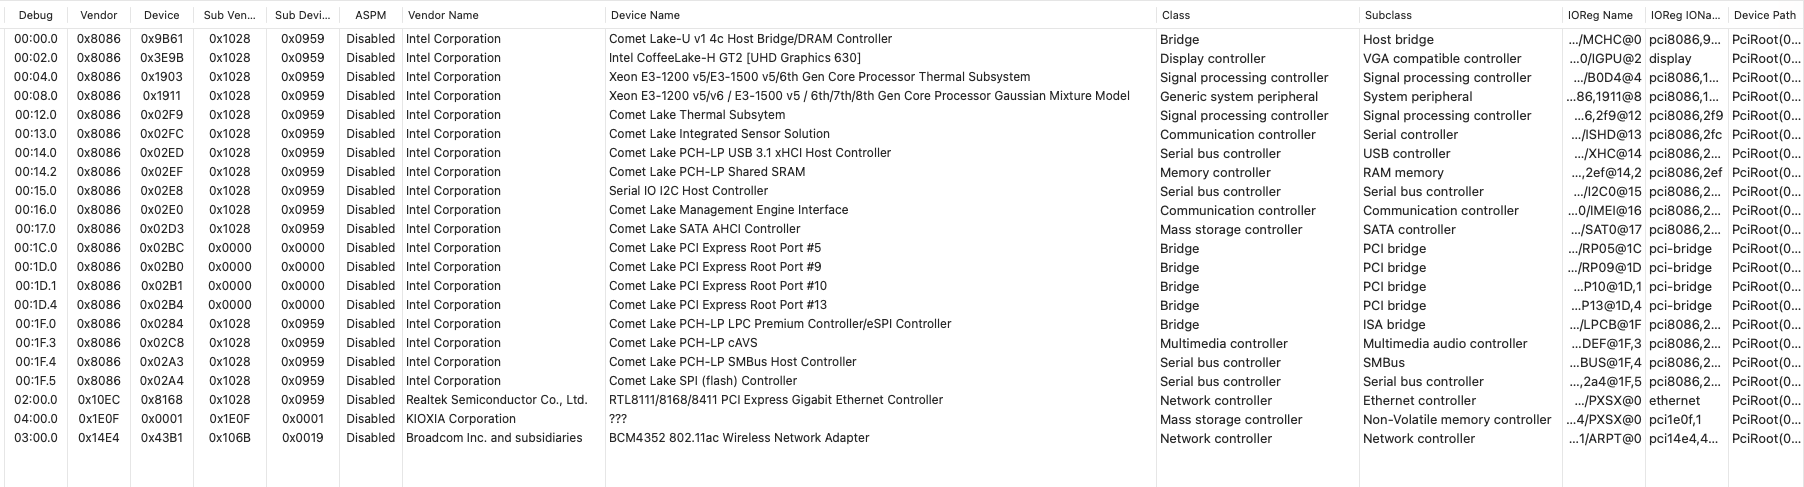 Debug Vendor Device Sub Ven... Sub Devi... ASPM Vendor Name Device Name Class Subclass IOReg Name IOReg IONa... Device Path
00:00.0 0x8086 0x9B61 0x1028 0x0959 Disabled Intel Corporation Comet Lake-U v1 4c Host Bridge/DRAM Controller Bridge Host bridge .../MCHC@0 pci8086,9... PciRoot(0...
00:02.0 0x8086 0x3E9B 0x1028 0x0959 Disabled Intel Corporation Intel CoffeeLake-H GT2 [UHD Graphics 630] Display controller VGA compatible controller ...0/IGPU@2 display PciRoot(0...
00:04.0 0x8086 0x1903 0x1028 0x0959 Disabled Intel Corporation Xeon E3-1200 v5/E3-1500 v5/6th Gen Core Processor Thermal Subsystem Signal processing controller Signal processing controller .../B0D4@4 pci8086,1... PciRoot(0...
00:08.0 0x8086 0x1911 0x1028 0x0959 Disabled Intel Corporation Xeon E3-1200 v5/v6 / E3-1500 v5 / 6th/7th/8th Gen Core Processor Gaussian Mixture Model Generic system peripheral System peripheral ...86,1911@8 pci8086,1... PciRoot(0...
00:12.0 0x8086 0x02F9 0x1028 0x0959 Disabled Intel Corporation Comet Lake Thermal Subsytem Signal processing controller Signal processing controller ...6,2f9@12 pci8086,2f9 PciRoot(0...
00:13.0 0x8086 0x02FC 0x1028 0x0959 Disabled Intel Corporation Comet Lake Integrated Sensor Solution Communication controller Serial controller .../ISHD@13 pci8086,2fc PciRoot(0...
00:14.0 0x8086 0x02ED 0x1028 0x0959 Disabled Intel Corporation Comet Lake PCH-LP USB 3.1 xHCI Host Controller Serial bus controller USB controller .../XHC@14 pci8086,2... PciRoot(0...
00:14.2 0x8086 0x02EF 0x1028 0x0959 Disabled Intel Corporation Comet Lake PCH-LP Shared SRAM Memory controller RAM memory ...,2ef@14,2 pci8086,2ef PciRoot(0...
00:15.0 0x8086 0x02E8 0x1028 0x0959 Disabled Intel Corporation Serial IO I2C Host Controller Serial bus controller Serial bus controller .../I2C0@15 pci8086,2... PciRoot(0...
00:16.0 0x8086 0x02E0 0x1028 0x0959 Disabled Intel Corporation Comet Lake Management Engine Interface Communication controller Communication controller ...0/IMEI@16 pci8086,2... PciRoot(0...
00:17.0 0x8086 0x02D3 0x1028 0x0959 Disabled Intel Corporation Comet Lake SATA AHCI Controller Mass storage controller SATA controller .../SAT0@17 pci8086,2... PciRoot(0...
00:1C.0 0x8086 0x02BC 0x0000 0x0000 Disabled Intel Corporation Comet Lake PCI Express Root Port #5 Bridge PCI bridge .../RP05@1C pci-bridge PciRoot(0...
00:1D.0 0x8086 0x02B0 0x0000 0x0000 Disabled Intel Corporation Comet Lake PCI Express Root Port #9 Bridge PCI bridge .../RP09@1D pci-bridge PciRoot(0...
00:1D.1 0x8086 0x02B1 0x0000 0x0000 Disabled Intel Corporation Comet Lake PCI Express Root Port #10 Bridge PCI bridge ...P10@1D,1 pci-bridge PciRoot(0...
00:1D.4 0x8086 0x02B4 0x0000 0x0000 Disabled Intel Corporation Comet Lake PCI Express Root Port #13 Bridge PCI bridge ...P13@1D,4 pci-bridge PciRoot(0...
00:1F.0 0x8086 0x0284 0x1028 0x0959 Disabled Intel Corporation Comet Lake PCH-LP LPC Premium Controller/eSPI Controller Bridge ISA bridge .../LPCB@1F pci8086,2... PciRoot(0...
00:1F.3 0x8086 0x02C8 0x1028 0x0959 Disabled Intel Corporation Comet Lake PCH-LP cAVS Multimedia controller Multimedia audio controller ...DEF@1F,3 pci8086,2... PciRoot(0...
00:1F.4 0x8086 0x02A3 0x1028 0x0959 Disabled Intel Corporation Comet Lake PCH-LP SMBus Host Controller Serial bus controller SMBus ...BUS@1F,4 pci8086,2... PciRoot(0...
00:1F.5 0x8086 0x02A4 0x1028 0x0959 Disabled Intel Corporation Comet Lake SPI (flash) Controller Serial bus controller Serial bus controller ...,2a4@1F,5 pci8086,2... PciRoot(0...
02:00.0 0x10EC 0x8168 0x1028 0x0959 Disabled Realtek Semiconductor Co., Ltd. RTL8111/8168/8411 PCI Express Gigabit Ethernet Controller Network controller Ethernet controller .../PXSX@0 ethernet PciRoot(0...
04:00.0 0x1E0F 0x0001 0x1E0F 0x0001 Disabled KIOXIA Corporation ??? Mass storage controller Non-Volatile memory controller ...4/PXSX@0 pci1e0f,1 PciRoot(0...
03:00.0 0x14E4 0x43B1 0x106B 0x0019 Disabled Broadcom Inc. and subsidiaries BCM4352 802.11ac Wireless Network Adapter Network controller Network controller ...1/ARPT@0 pci14e4,4... PciRoot(0...